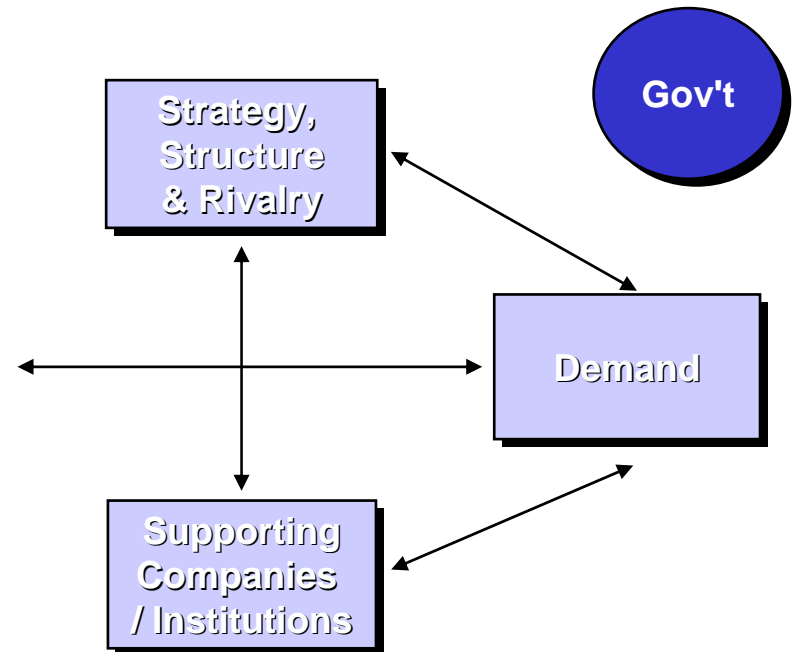 Gov't
Strategy,
Structure
& Rivalry
Demand
Supporting
Companies
/ Institutions